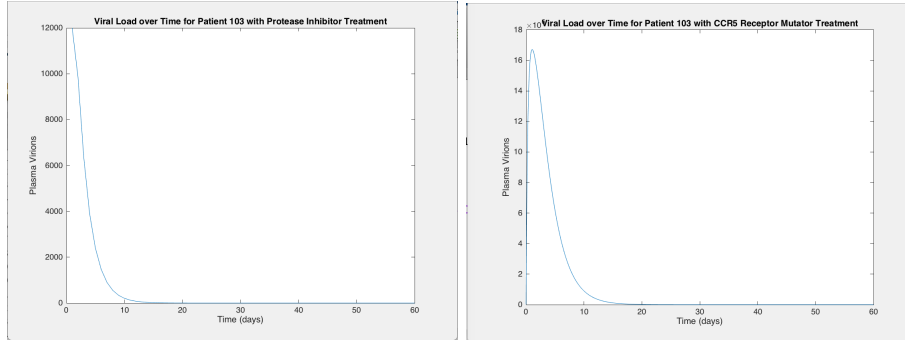 Viral Load over Time for Patient 103 with Protease Inhibitor Treatment
12000
10000
8000
6000
4000
2000
0
Plasma Virions
0 10 20 30 40 50 60
Time (days)
Viral Load over Time for Patient 103 with CCR5 Receptor Mutator Treatment
18
16
14
12
10
8
6
4
2
0
Plasma Virions
0 10 20 30 40 50 60
Time (days)